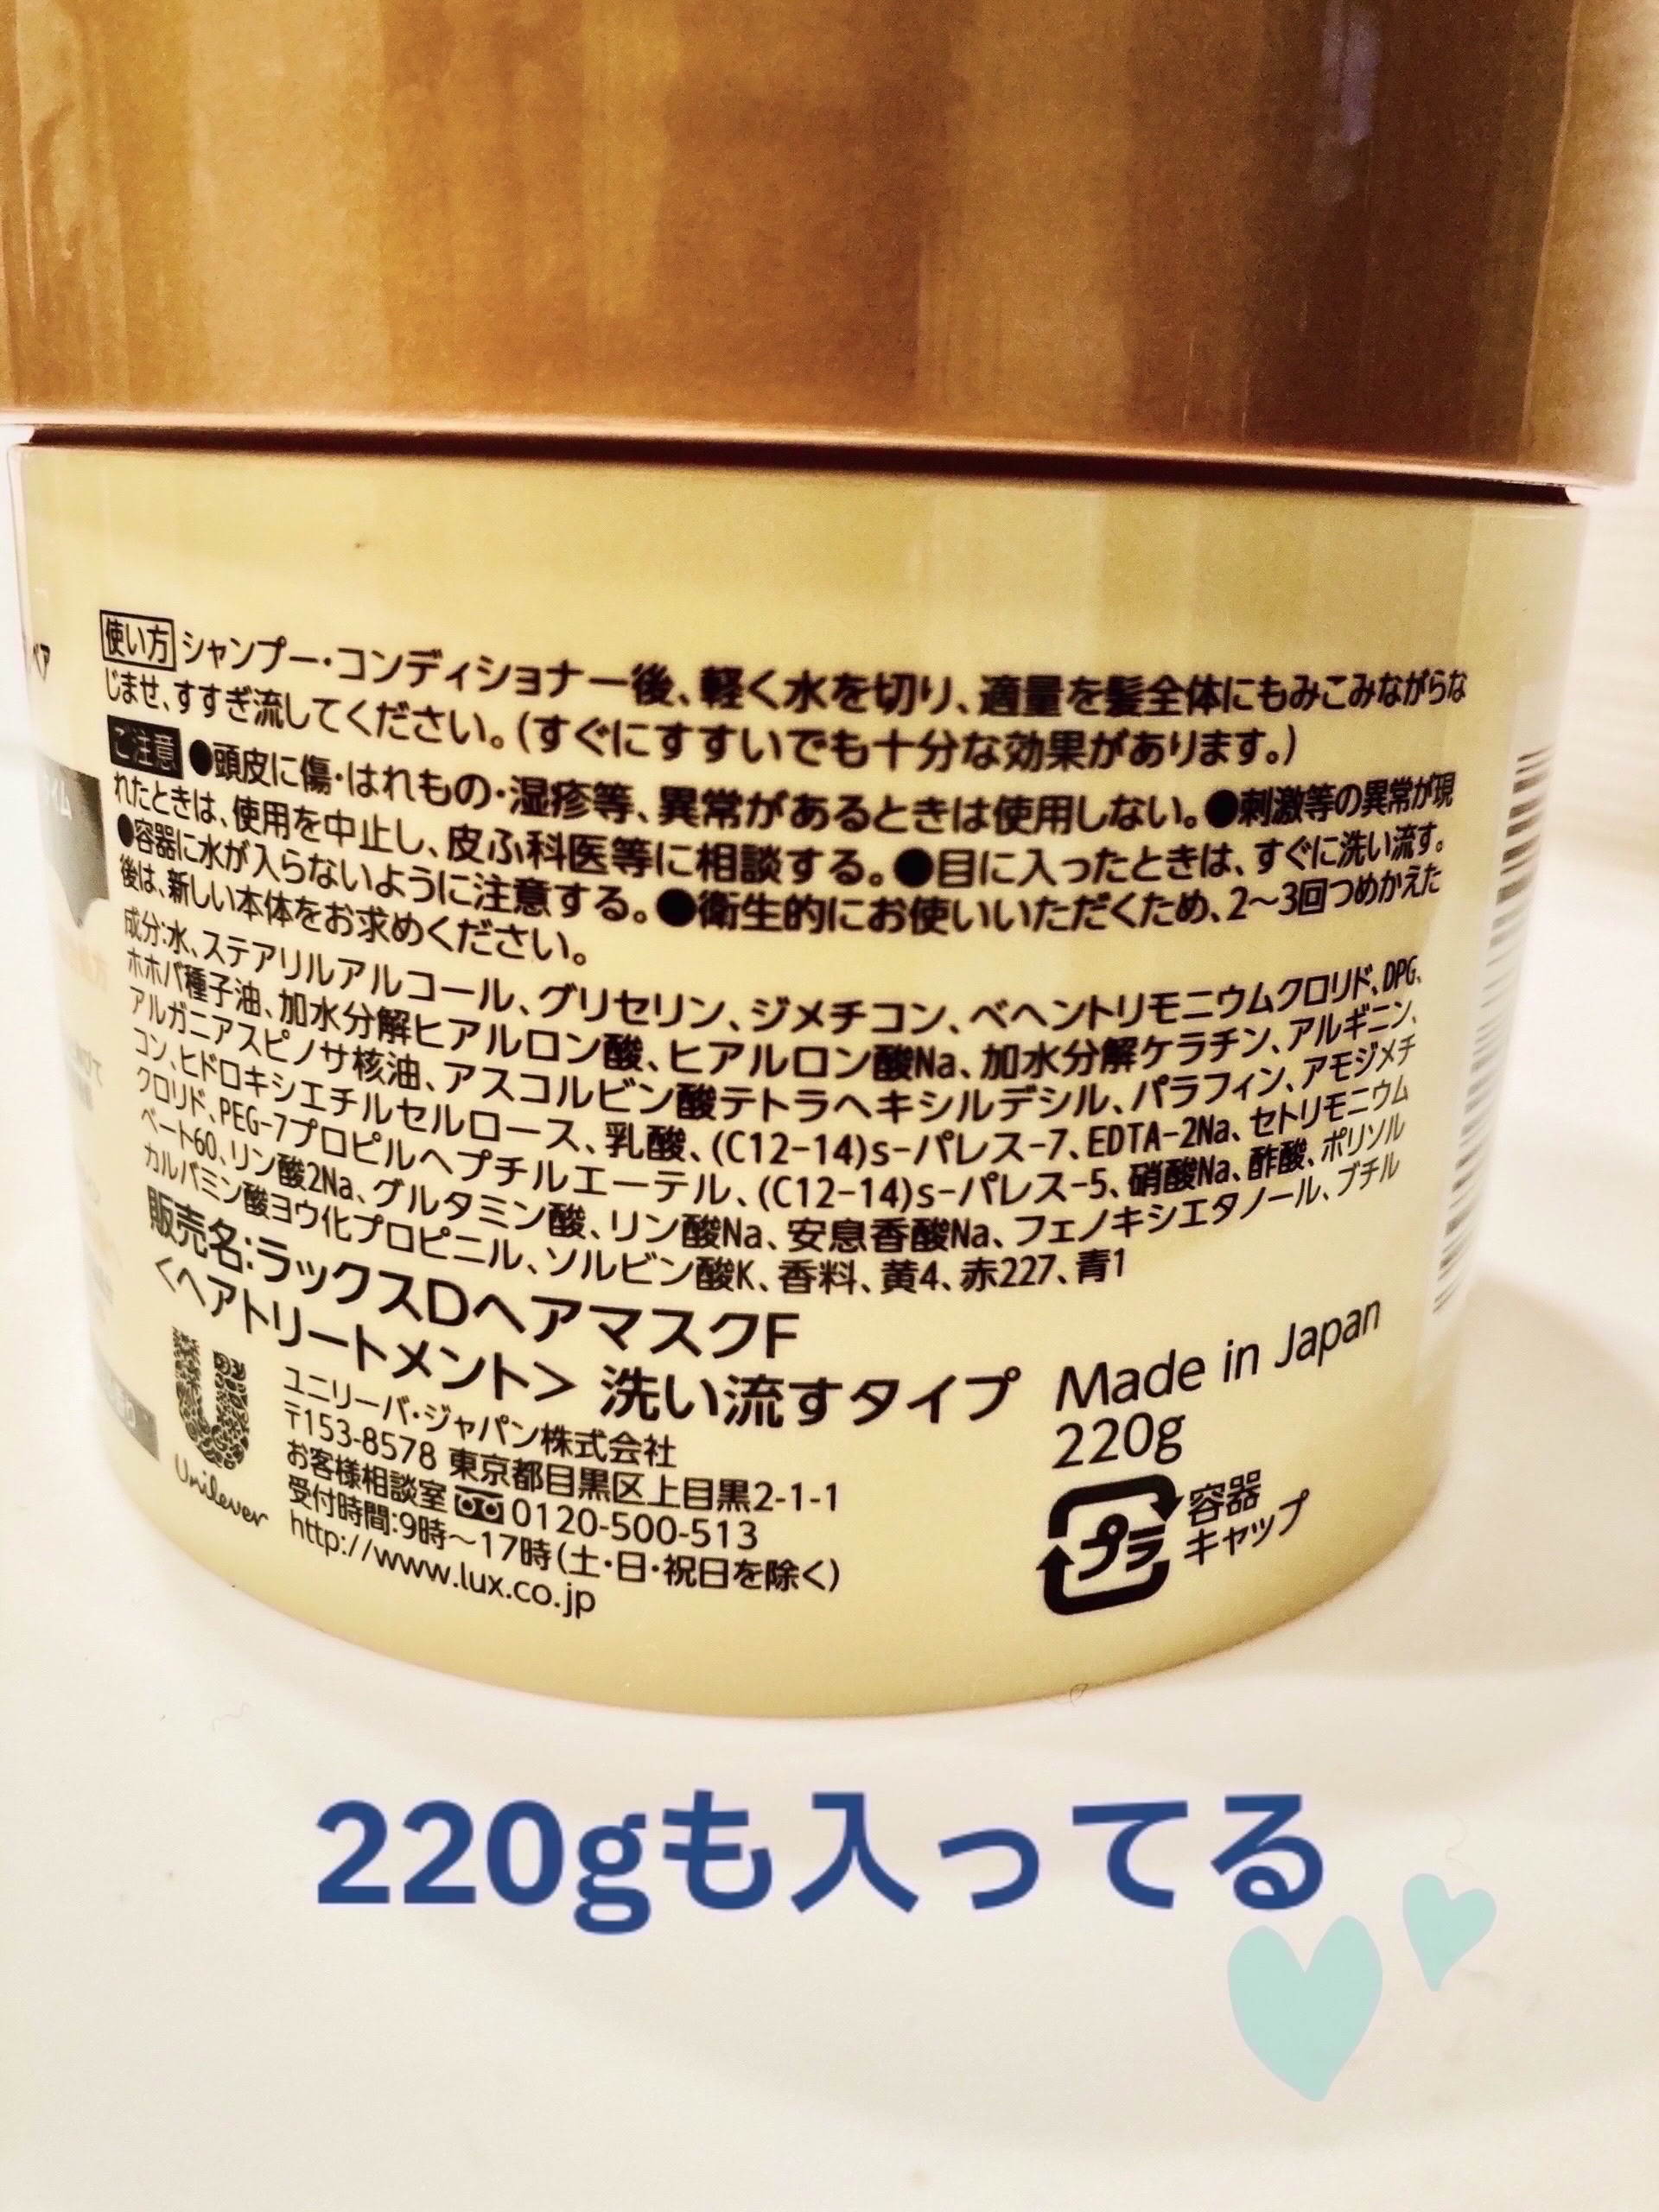 使い方 シャンプー・コンディショナー後、軽く水を切り、適量を髪全体にもみこみながらな
じませ、すすぎ流してください。(すぐにすすいでも十分な効果があります。)
ご注意 ●頭皮に傷・はれもの・湿疹等、異常があるときは使用しない。●刺激等の異常が現
れたときは、使用を中止し、皮ふ科医等に相談する。●目に入ったときは、すぐに洗い流す。
●容器に水が入らないように注意する。●衛生的にお使いいただくため、2～3回つめかえた
後は、新しい本体をお求めください。
成分:水、ステアリルアルコール、グリセリン、ジメチコン、ベヘントリモニウムクロリド、DPG、
ホホバ種子油、加水分解ヒアルロン酸、ヒアルロン酸Na、加水分解ケラチン、アルギニン、
アルガニアスピノサ核油、アスコルビン酸テトラヘキシルデシル、パラフィン、アモジメチ
コン、ヒドロキシエチルセルロース、乳酸、(C12-14)s-パレス-7、EDTA-2Na、セトリモニウム
クロリド、PEG-7プロピルヘプチルエーテル、(C12-14)s-パレス-5、硝酸Na、酢酸、ポリソル
ベート60、リン酸2Na、グルタミン酸、リン酸Na、安息香酸Na、フェノキシエタノール、ブチル
カルバミン酸ヨウ化プロピニル、ソルビン酸K、香料、黄4、赤227、青1
販売名:ラックスDヘアマスクF
<ヘアトリートメント> 洗い流すタイプ
Made in Japan
220g
Unilever
ユニリーバ・ジャパン株式会社
〒153-8578 東京都目黒区上目黒2-1-1
お客様相談室 0120-500-513
受付時間:9時～17時(土・日・祝日を除く)
http://www.lux.co.jp
プラ
容器
キャップ
220gも入ってる